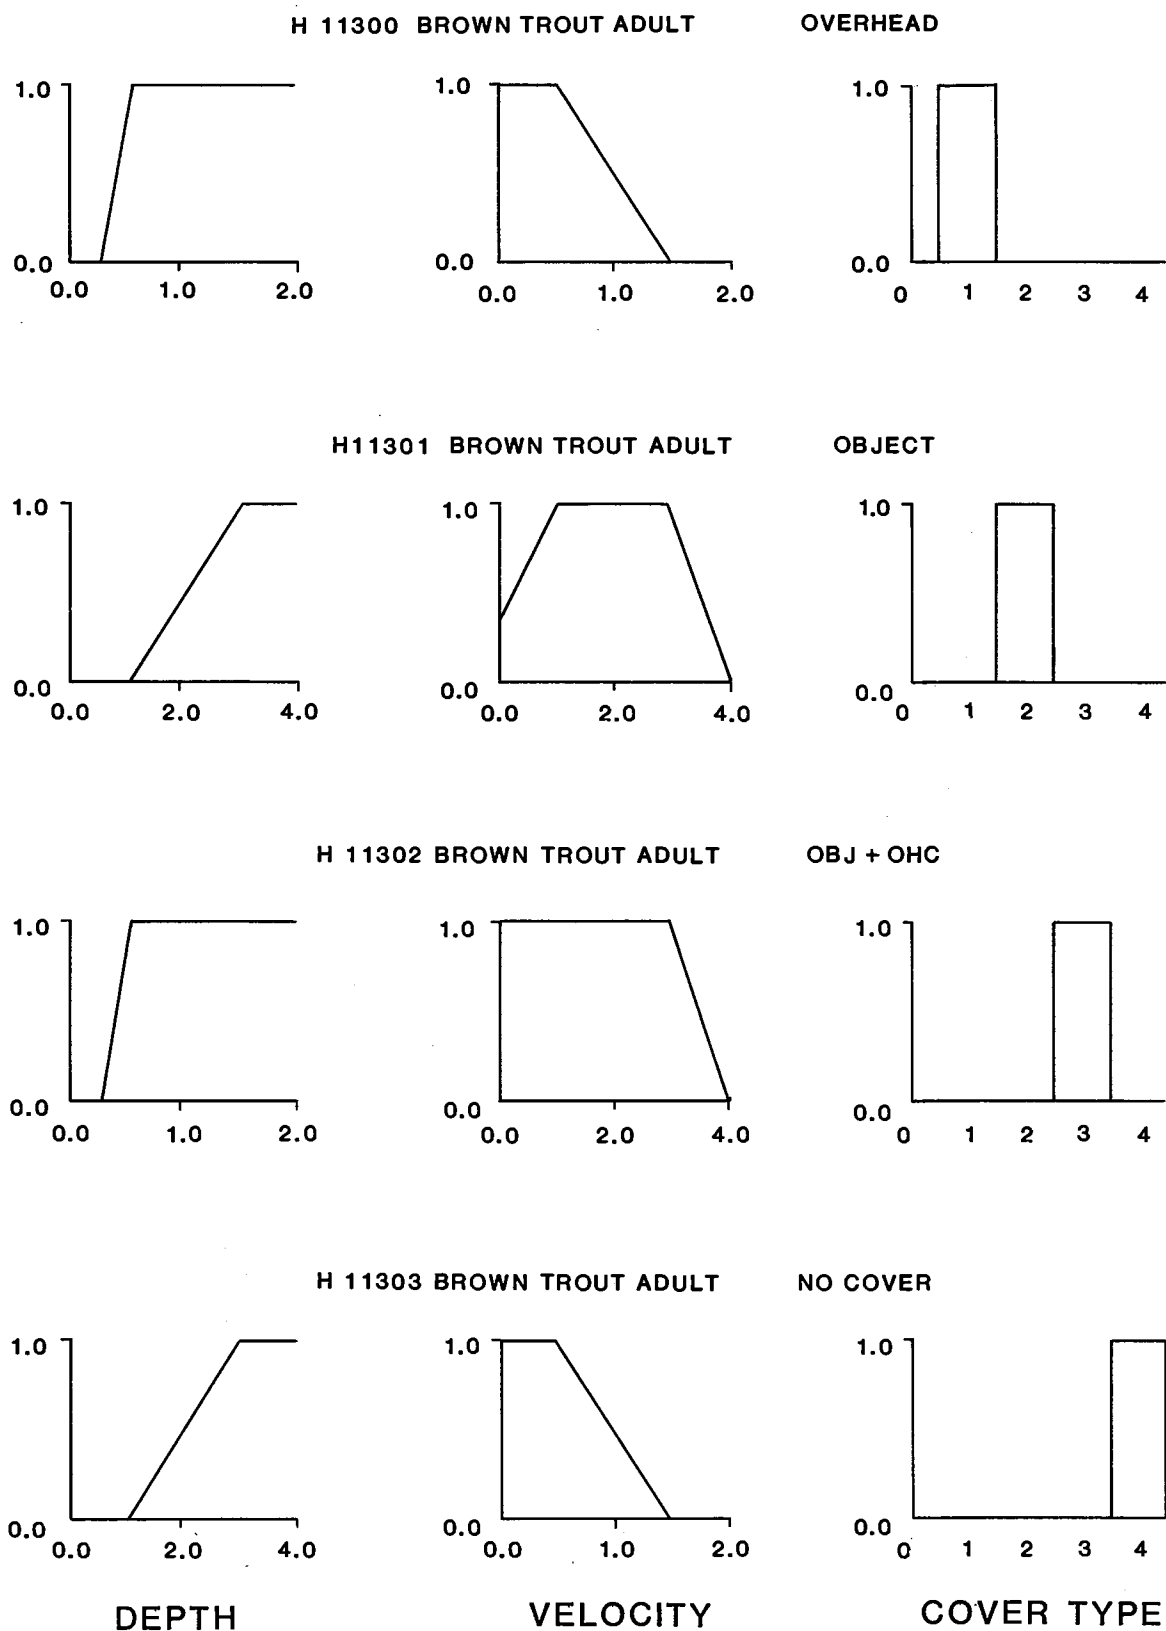 H 11300 BROWN TROUT ADULT OVERHEAD
1.0 1.0 1.0
0.0 0.0 0.0
0.0 1.0 2.0 0.0 1.0 2.0 0 1 2 3 4
H11301 BROWN TROUT ADULT OBJECT
1.0 1.0 1.0
0.0 0.0 0.0
0.0 2.0 4.0 0.0 2.0 4.0 0 1 2 3 4
H 11302 BROWN TROUT ADULT OBJ + OHC
1.0 1.0 1.0
0.0 0.0 0.0
0.0 1.0 2.0 0.0 2.0 4.0 0 1 2 3 4
H 11303 BROWN TROUT ADULT NO COVER
1.0 1.0 1.0
0.0 0.0 0.0
0.0 2.0 4.0 0.0 1.0 2.0 0 1 2 3 4
DEPTH VELOCITY COVER TYPE